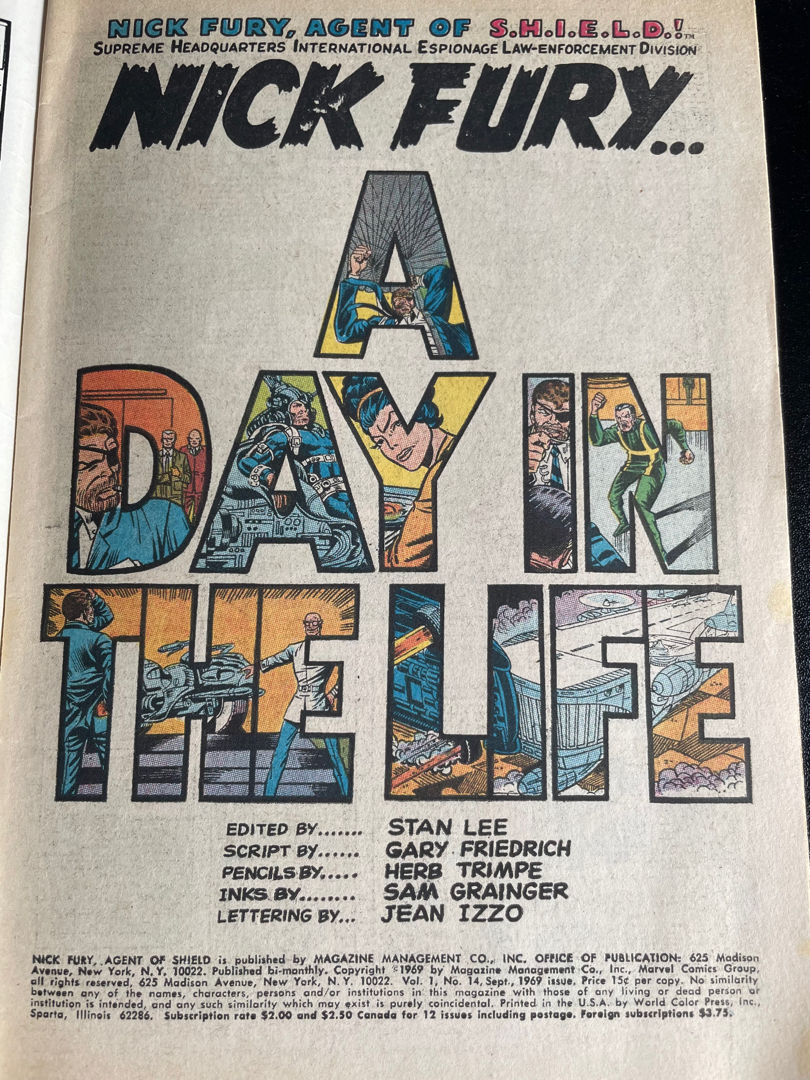 NICK FURY, AGENT OF S.H.I.E.L.D.!™
SUPREME HEADQUARTERS INTERNATIONAL ESPIONAGE LAW-ENFORCEMENT DIVISION
NICK FURY...
A
DAY IN
THE LIFE
EDITED BY....... STAN LEE
SCRIPT BY...... GARY FRIEDRICH
PENCILS BY..... HERB TRIMPE
INKS BY........ SAM GRAINGER
LETTERING BY... JEAN IZZO
NICK FURY, AGENT OF SHIELD is published by MAGAZINE MANAGEMENT CO., INC. OFFICE OF PUBLICATION: 625 Madison
Avenue, New York, N. Y. 10022. Published bi-monthly. Copyright ©1969 by Magazine Management Co., Inc., Marvel Comics Group,
all rights reserved, 625 Madison Avenue, New York, N. Y. 10022. Vol. 1, No. 14, Sept., 1969 issue. Price 15¢ per copy. No similarity
between any of the names, characters, persons and/or institutions in this magazine with those of any living or dead person or
institution is intended, and any such similarity which may exist is purely coincidental. Printed in the U.S.A. by World Color Press, Inc.,
Sparta, Illinois 62286. Subscription rate $2.00 and $2.50 Canada for 12 issues including postage. Foreign subscriptions $3.75.